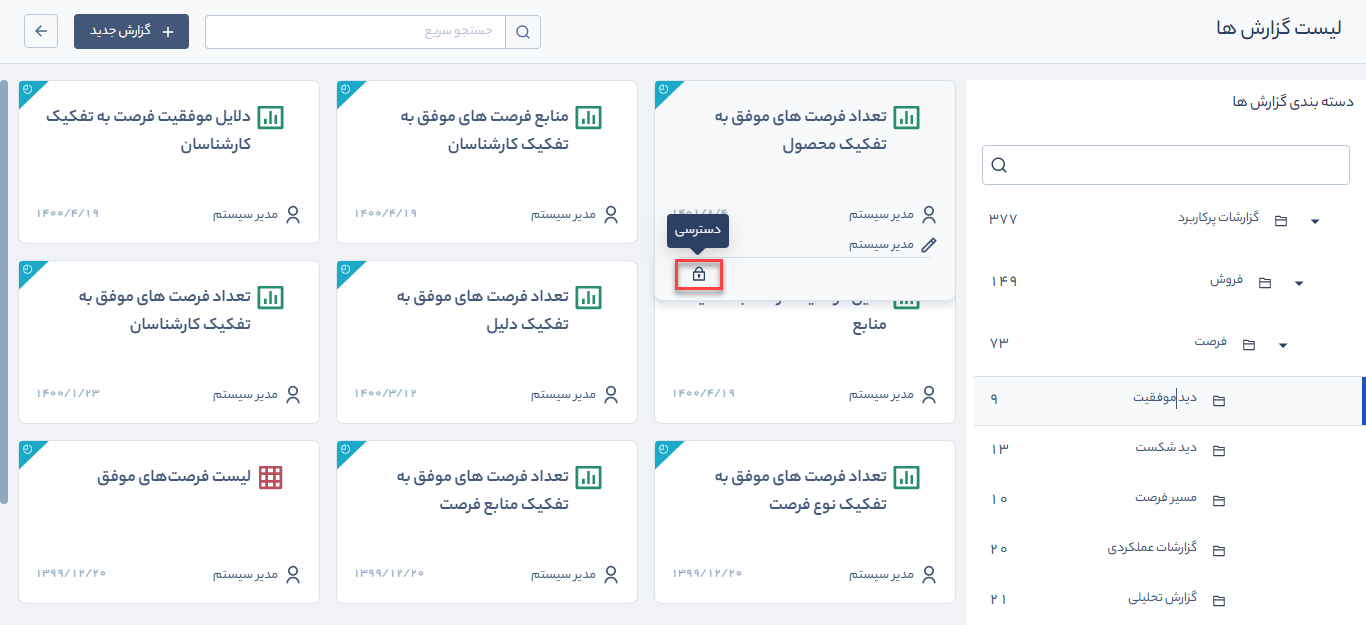 لیست گزارش ها
جستجو سریع
گزارش جدید
دسته بندی گزارش ها
گزارشات پرکاربرد ۳۷۷
فروش ۱۴۹
فرصت ۷۳
دید موفقیت ۹
دید شکست ۱۳
مسیر فرصت ۱۰
گزارشات عملکردی ۲۰
گزارش تحلیلی ۲۱
تعداد فرصت های موفق به
تفکیک محصول
مدیر سیستم ۱۴۰۱/۸/۴
دسترسی
مدیر سیستم
منابع فرصت های موفق به
تفکیک کارشناسان
مدیر سیستم ۱۴۰۰/۴/۱۹
دلایل موفقیت فرصت به تفکیک
کارشناسان
مدیر سیستم ۱۴۰۰/۴/۱۹
منابع
مدیر سیستم ۱۴۰۰/۴/۱۹
تعداد فرصت های موفق به
تفکیک دلیل
مدیر سیستم ۱۴۰۰/۳/۱۲
تعداد فرصت های موفق به
تفکیک کارشناسان
مدیر سیستم ۱۴۰۰/۱/۲۳
تعداد فرصت های موفق به
تفکیک نوع فرصت
مدیر سیستم ۱۳۹۹/۱۲/۲۰
تعداد فرصت های موفق به
تفکیک منابع فرصت
مدیر سیستم ۱۳۹۹/۱۲/۲۰
لیست فرصت‌های موفق
مدیر سیستم ۱۳۹۹/۱۲/۲۰